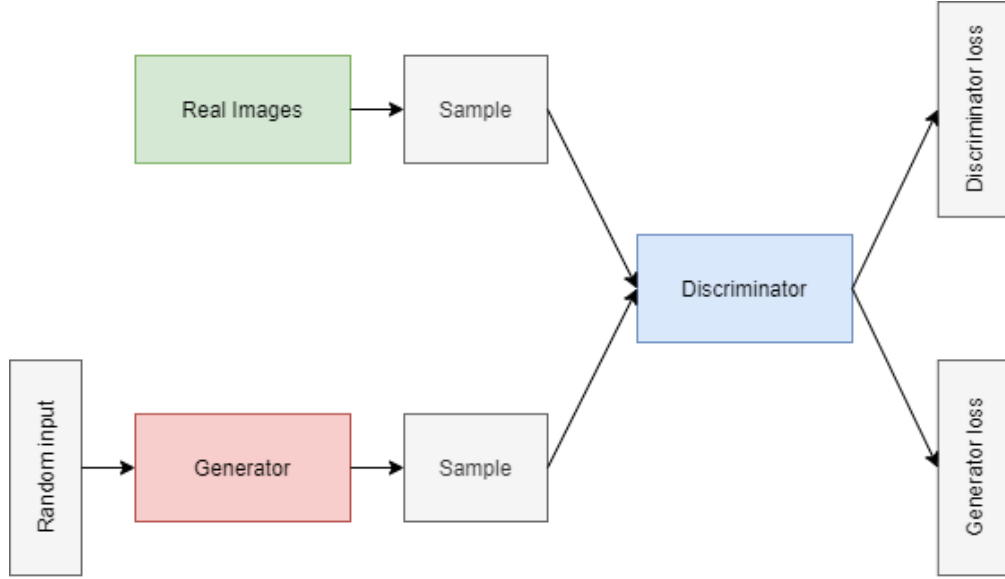 Real Images
Sample
Discriminator loss
Discriminator
Random input
Generator
Sample
Generator loss